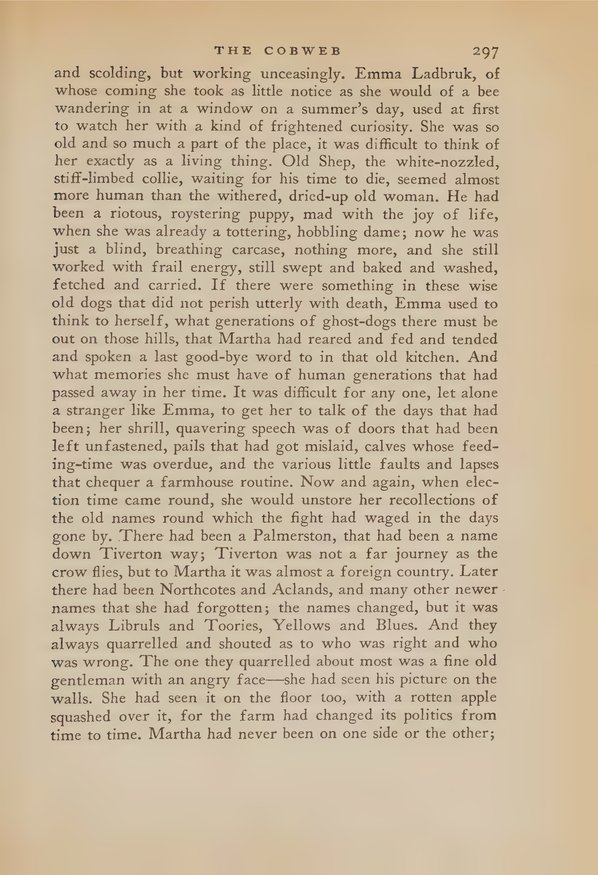 THE COBWEB 297
and scolding, but working unceasingly. Emma Ladbruk, of
whose coming she took as little notice as she would of a bee
wandering in at a window on a summer's day, used at first
to watch her with a kind of frightened curiosity. She was so
old and so much a part of the place, it was difficult to think of
her exactly as a living thing. Old Shep, the white-nozzled,
stiff-limbed collie, waiting for his time to die, seemed almost
more human than the withered, dried-up old woman. He had
been a riotous, roystering puppy, mad with the joy of life,
when she was already a tottering, hobbling dame; now he was
just a blind, breathing carcase, nothing more, and she still
worked with frail energy, still swept and baked and washed,
fetched and carried. If there were something in these wise
old dogs that did not perish utterly with death, Emma used to
think to herself, what generations of ghost-dogs there must be
out on those hills, that Martha had reared and fed and tended
and spoken a last good-bye word to in that old kitchen. And
what memories she must have of human generations that had
passed away in her time. It was difficult for any one, let alone
a stranger like Emma, to get her to talk of the days that had
been; her shrill, quavering speech was of doors that had been
left unfastened, pails that had got mislaid, calves whose feed-
ing-time was overdue, and the various little faults and lapses
that chequer a farmhouse routine. Now and again, when elec-
tion time came round, she would unstore her recollections of
the old names round which the fight had waged in the days
gone by. There had been a Palmerston, that had been a name
down Tiverton way; Tiverton was not a far journey as the
crow flies, but to Martha it was almost a foreign country. Later
there had been Northcotes and Aclands, and many other newer
names that she had forgotten; the names changed, but it was
always Libruls and Toories, Yellows and Blues. And they
always quarrelled and shouted as to who was right and who
was wrong. The one they quarrelled about most was a fine old
gentleman with an angry face—she had seen his picture on the
walls. She had seen it on the floor too, with a rotten apple
squashed over it, for the farm had changed its politics from
time to time. Martha had never been on one side or the other;